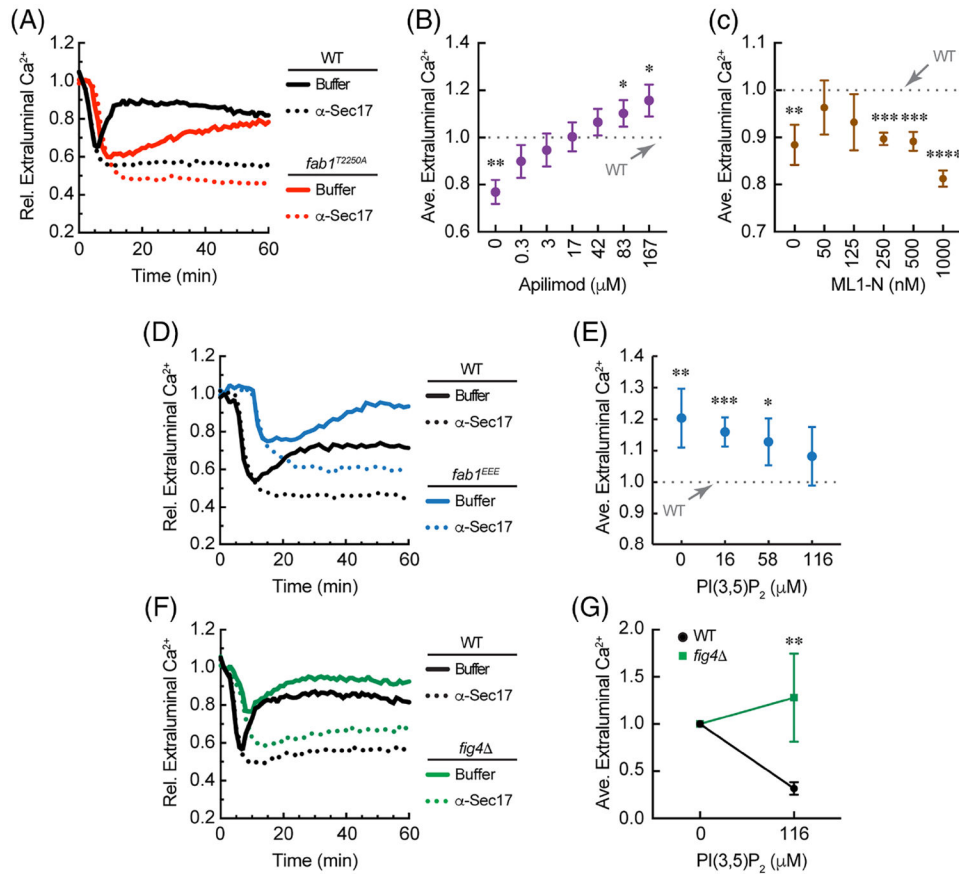 (A)
Rel. Extraluminal Ca²⁺
1.2
1.0
0.8
0.6
0.4
0.2
0 20 40 60
Time (min)
WT
Buffer
α-Sec17
fab1ᵀ²²⁵⁰ᴬ
Buffer
α-Sec17
(B)
Ave. Extraluminal Ca²⁺
1.4
1.2
1.0
0.8
0.6
**
*
*
WT
0 0.3 3 17 42 83 167
Apilimod (μM)
(c)
Ave. Extraluminal Ca²⁺
1.1
1.0
0.9
0.8
0.7
WT
**
***
***
****
0 50 125 250 500 1000
ML1-N (nM)
(D)
Rel. Extraluminal Ca²⁺
1.2
1.0
0.8
0.6
0.4
0.2
0 20 40 60
Time (min)
WT
Buffer
α-Sec17
fab1ᴱᴱᴱ
Buffer
α-Sec17
(E)
Ave. Extraluminal Ca²⁺
1.4
1.3
1.2
1.1
1.0
0.9
0.8
**
***
*
WT
0 16 58 116
PI(3,5)P₂ (μM)
(F)
Rel. Extraluminal Ca²⁺
1.2
1.0
0.8
0.6
0.4
0.2
0 20 40 60
Time (min)
WT
Buffer
α-Sec17
fig4Δ
Buffer
α-Sec17
(G)
Ave. Extraluminal Ca²⁺
2.0
1.5
1.0
0.5
0.0
WT
fig4Δ
**
0 116
PI(3,5)P₂ (μM)